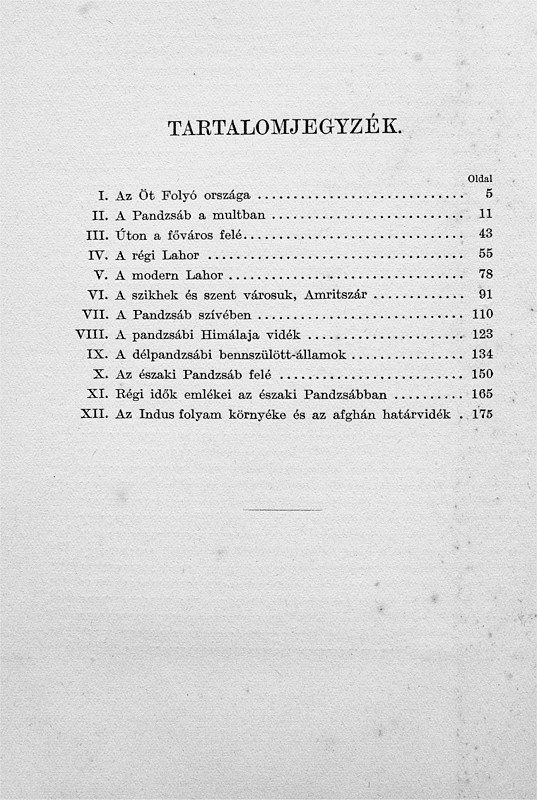 TARTALOMJEGYZÉK.
Oldal
I. Az Öt Folyó országa ............................ 5
II. A Pandzsáb a multban .......................... 11
III. Úton a főváros felé.............................. 43
IV. A régi Lahor ................................... 55
V. A modern Lahor ................................ 78
VI. A szikhek és szent városuk, Amritszár ............. 91
VII. A Pandzsáb szívében ............................. 110
VIII. A pandzsábi Himálaja vidék ...................... 123
IX. A délpandzsábi bennszülött-államok ................ 134
X. Az északi Pandzsáb felé ......................... 150
XI. Régi idők emlékei az északi Pandzsábban .......... 165
XII. Az Indus folyam környéke és az afghán határvidék . 175